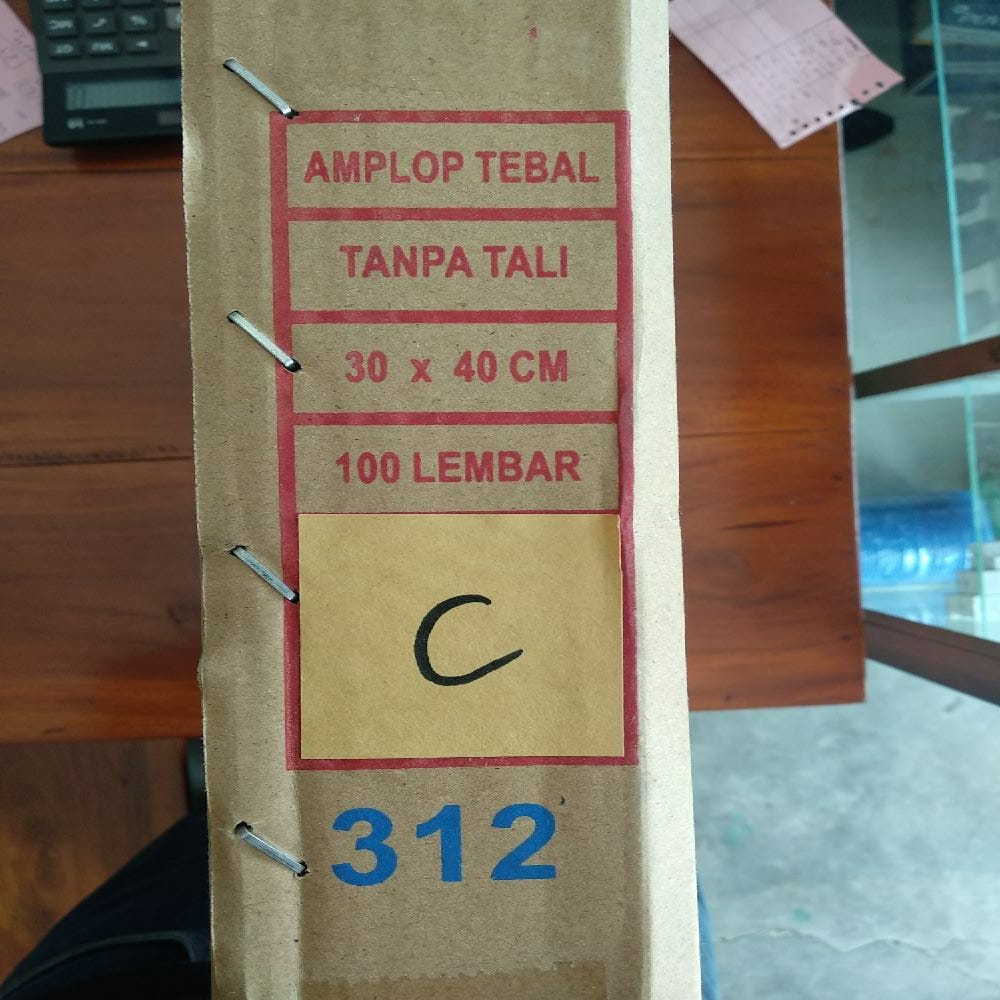 AMPLOP TEBAL
TANPA TALI
30 x 40 CM
100 LEMBAR
C
312